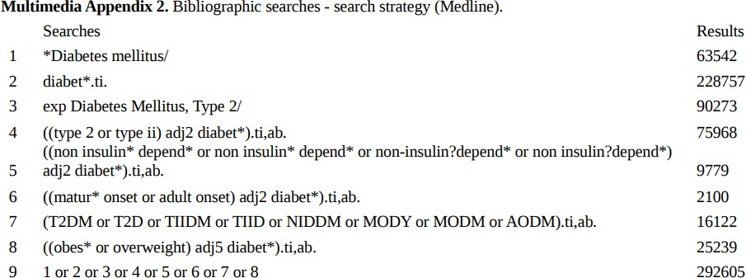 Multimedia Appendix 2. Bibliographic searches - search strategy (Medline).
Searches Results
1 *Diabetes mellitus/ 63542
2 diabet*.ti. 228757
3 exp Diabetes Mellitus, Type 2/ 90273
4 ((type 2 or type ii) adj2 diabet*).ti,ab. 75968
((non insulin* depend* or non insulin* depend* or non-insulin?depend* or non insulin?depend*)
5 adj2 diabet*).ti,ab. 9779
6 ((matur* onset or adult onset) adj2 diabet*).ti,ab. 2100
7 (T2DM or T2D or TIIDM or TIID or NIDDM or MODY or MODM or AODM).ti,ab. 16122
8 ((obes* or overweight) adj5 diabet*).ti,ab. 25239
9 1 or 2 or 3 or 4 or 5 or 6 or 7 or 8 292605